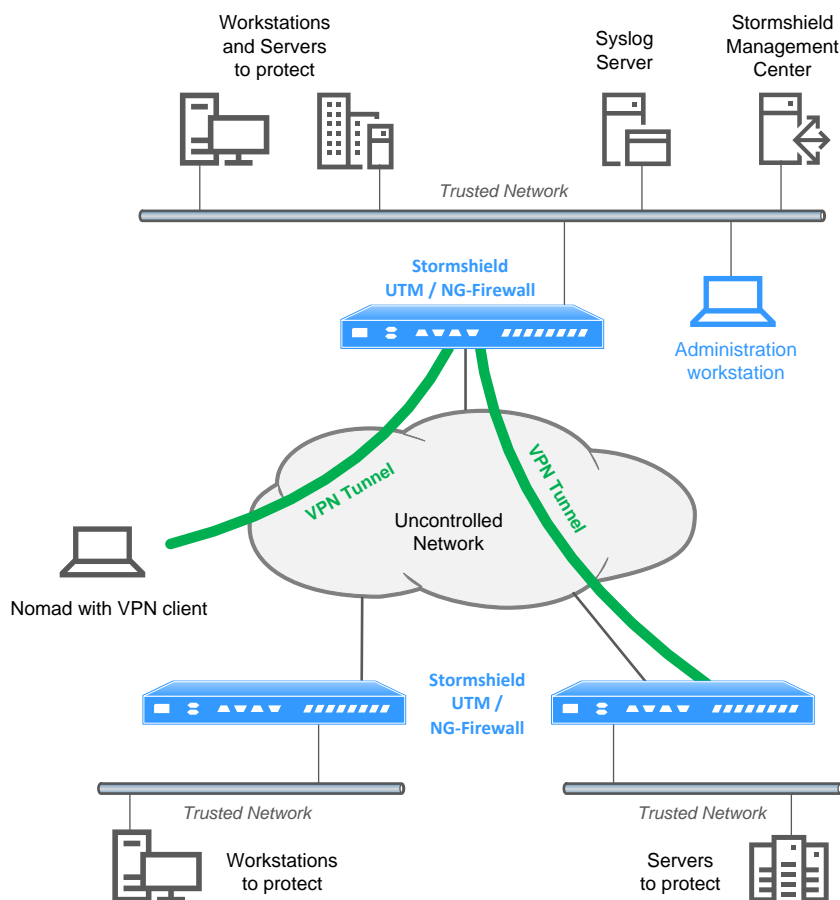 Workstations
and Servers
to protect
Syslog
Server
Stormshield
Management
Center
Trusted Network
Stormshield
UTM / NG-Firewall
Administration
workstation
VPN Tunnel
VPN Tunnel
Uncontrolled
Network
Nomad with VPN client
Stormshield
UTM /
NG-Firewall
Trusted Network
Trusted Network
Workstations
to protect
Servers
to protect